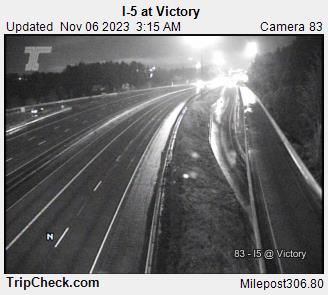 I-5 at Victory
Updated Nov 06 2023 3:15 AM Camera 83
T
N
83 - I5 @ Victory
TripCheck.com Milepost306.80